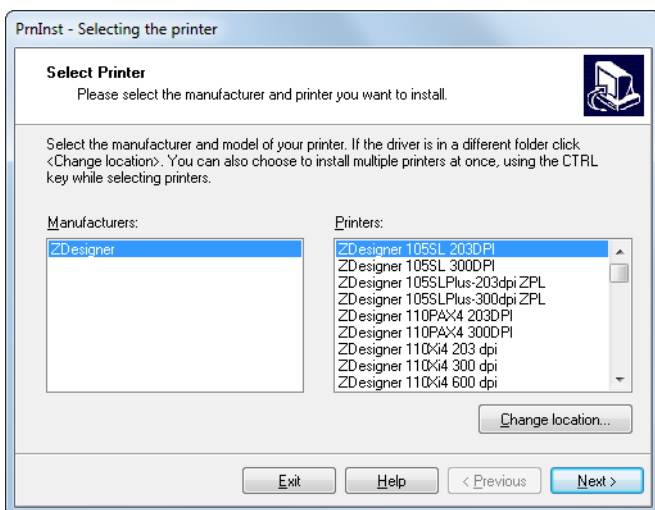 PrnInst - Selecting the printer
Select Printer
Please select the manufacturer and printer you want to install.
Select the manufacturer and model of your printer. If the driver is in a different folder click
<Change location>. You can also choose to install multiple printers at once, using the CTRL
key while selecting printers.
Manufacturers:
ZDesigner
Printers:
ZDesigner 105SL 203DPI
ZDesigner 105SL 300DPI
ZDesigner 105SLPlus-203dpi ZPL
ZDesigner 105SLPlus-300dpi ZPL
ZDesigner 110PAX4 203DPI
ZDesigner 110PAX4 300DPI
ZDesigner 110Xi4 203 dpi
ZDesigner 110Xi4 300 dpi
ZDesigner 110Xi4 600 dpi
Change location...
Exit
Help
< Previous
Next >